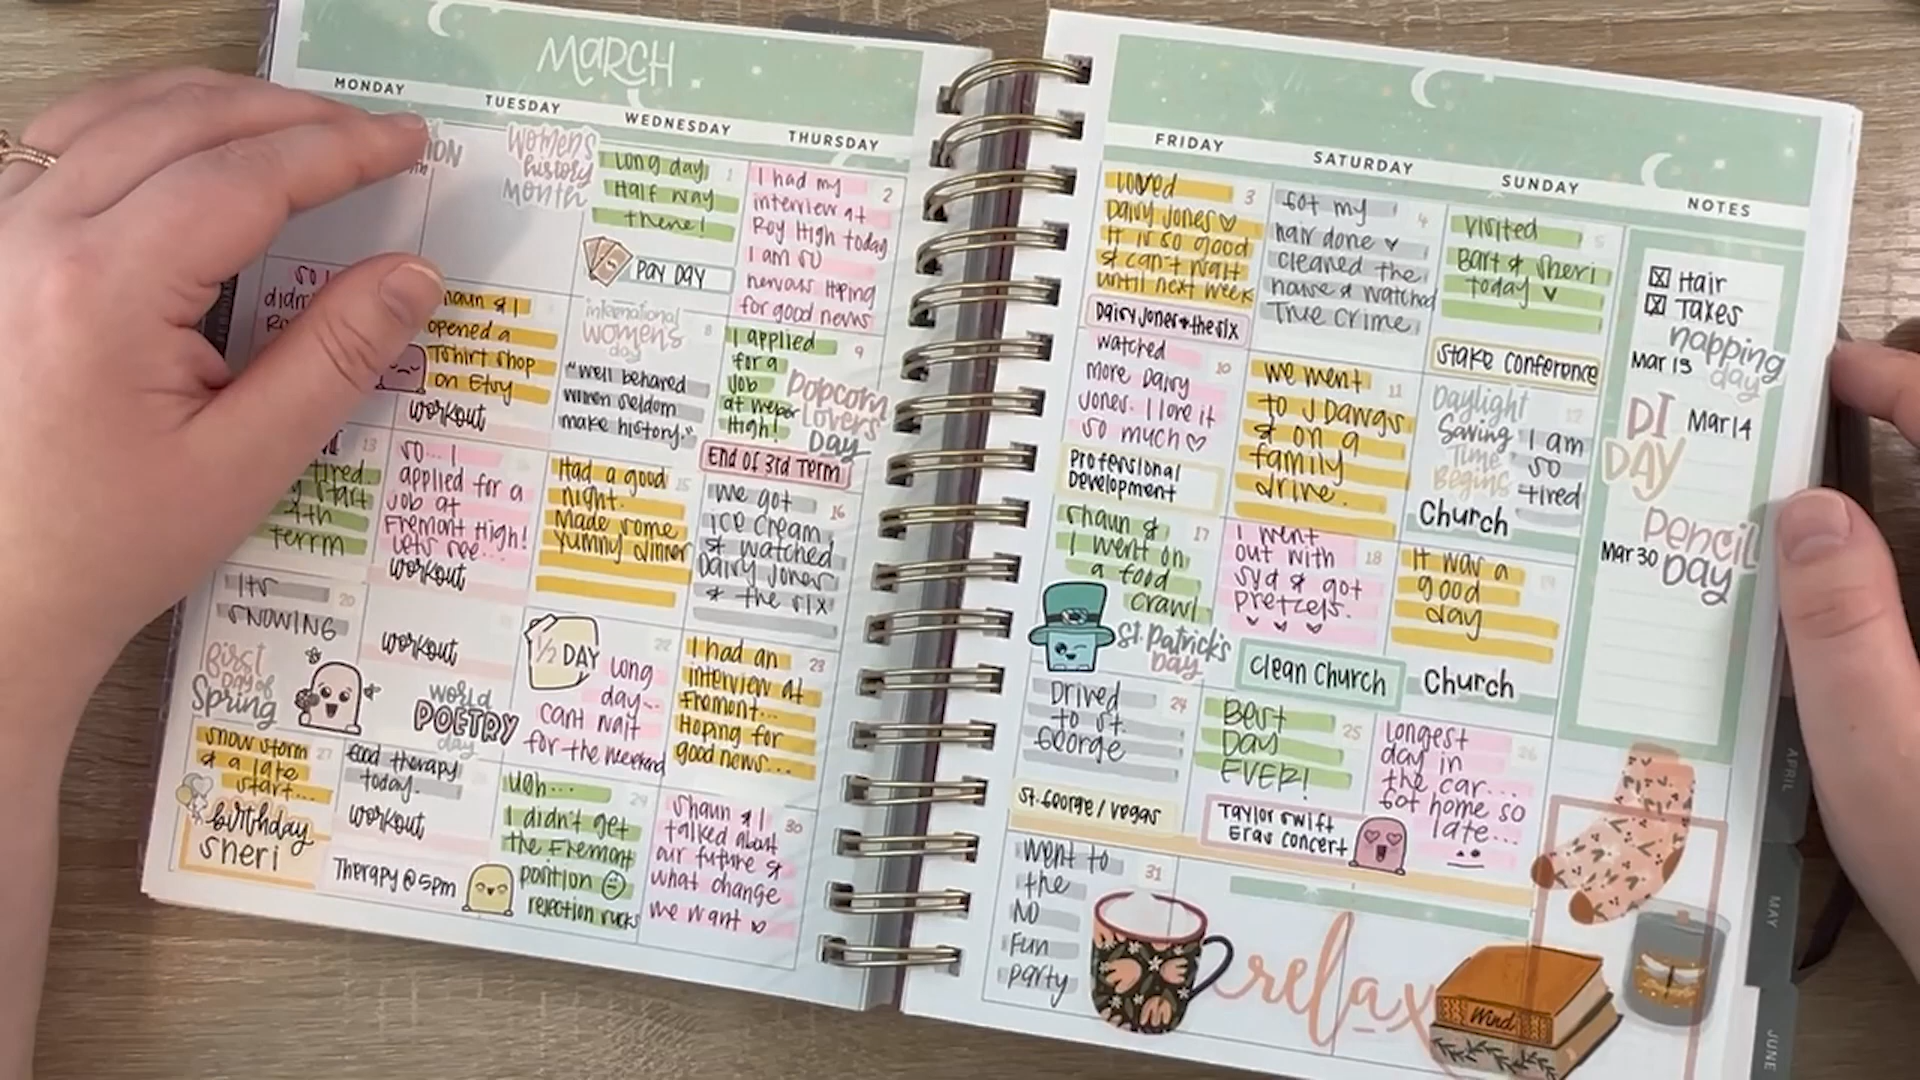 MARCH
MONDAY
TUESDAY
WEDNESDAY
THURSDAY
Women's
history
Month
Long day
Half way
there!
1
PAY DAY
I had my
interview at
Roy High today
I am so
nervous Hoping
for good news
2
opened a
Tshirt shop
on Etsy
workout
international
women's
day
8
"well behaved
women seldom
make history."
I applied
for a
Job
at Weber
High!
9
Popcorn
Lovers
Day
End of 3rd Term
13
tired
start
4th
Terrm
so... I
applied for a
Job at
Fremont High!
Lets see...
workout
Had a good
night.
Made some
yummy dinner
15
We got
ice cream,
& watched
Dairy Jones
& the six
16
Its
snowing
20
First
Day of
Spring
workout
World
POETRY
day
1/2 DAY
22
Long
day..
cant wait
for the weekend
I had an
interview at
Fremont...
Hoping for
good news...
23
snow storm
& a late
start...
27
birthday
Sheri
therapy
today.
workout
Therapy @ 5pm
ugh...
29
I didn't get
the Fremont
position
rejection sucks
Shaun & I
talked about
our future &
what change
we want
30
FRIDAY
SATURDAY
SUNDAY
NOTES
Loved
Dairy Jones
It is so good
& can't wait
until next week
3
Dairy Jones & the six
Got my
hair done
cleaned the
house & watched
True Crime.
4
Visited
Bart & Sheri
today
5
Stake Conference
watched
more Dairy
Jones. I love it
so much
10
Professional
Development
We went
to J Dawgs
& on a
family
drive.
11
Daylight
Saving
Time
Begins
12
I am
so
tired
Church
Shaun &
I went on
a food
crawl
17
St. Patrick's
Day
I went
out with
Syd & got
pretzels.
18
Clean Church
It was a
good
day
19
Church
Drived
to St.
George
24
St. George / Vegas
Best
Day
EVER!
25
Taylor Swift
Eras Concert
Longest
day in
the car...
Got home so
late...
26
Went to
the
No
Fun
party
31
relax
Wind
Hair
Taxes
napping
day
Mar 13
DI
DAY
Mar 14
Pencil
Day
Mar 30
APRIL
MAY
JUNE